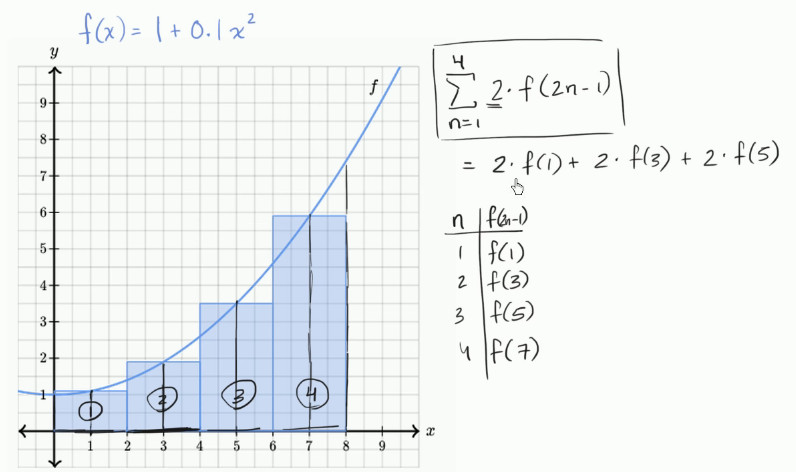 f(x) = 1 + 0.1x²
y
f
9
8
7
6
5
4
3
2
1
① ② ③ ④
1 2 3 4 5 6 7 8 9 x
4
∑ 2·f(2n-1)
n=1
= 2·f(1) + 2·f(3) + 2·f(5)
n f(2n-1)
1 f(1)
2 f(3)
3 f(5)
4 f(7)